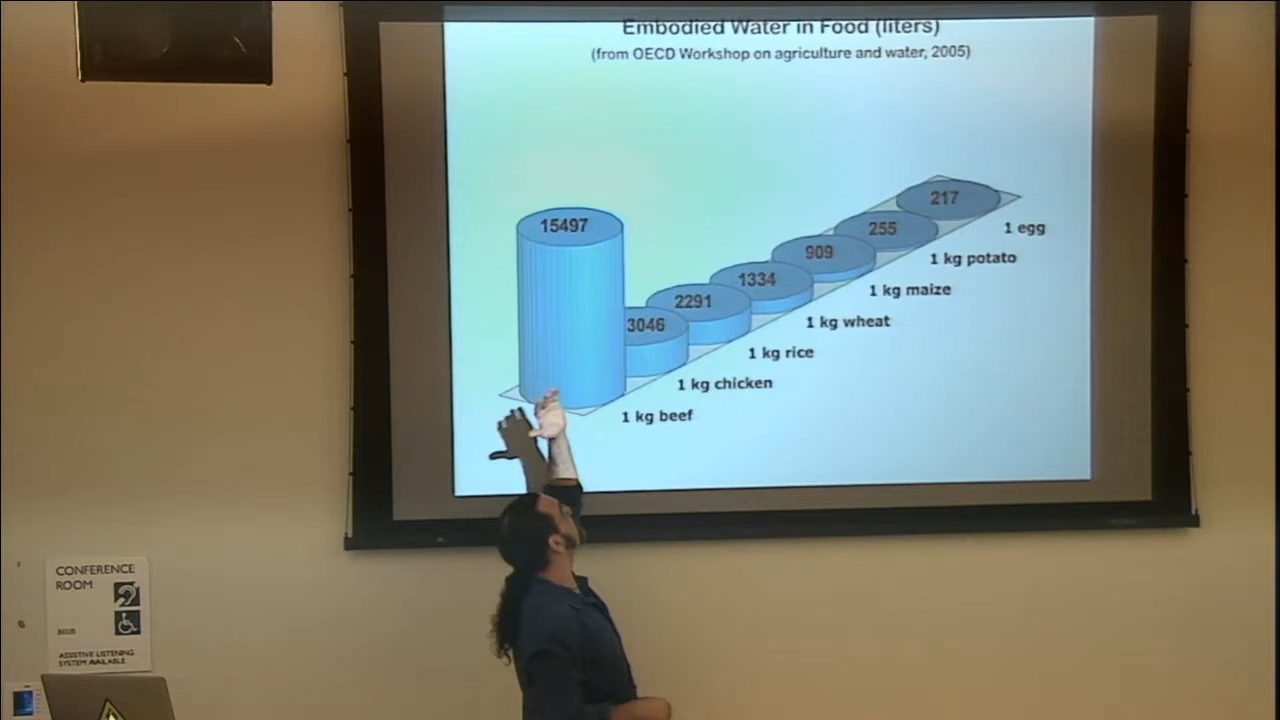 Embodied Water in Food (liters)
(from OECD Workshop on agriculture and water, 2005)
217
15497
255
1 egg
909
1 kg potato
1334
1 kg maize
2291
1 kg wheat
3046
1 kg rice
1 kg chicken
1 kg beef
CONFERENCE
ROOM
ASSISTIVE LISTENING
SYSTEM AVAILABLE